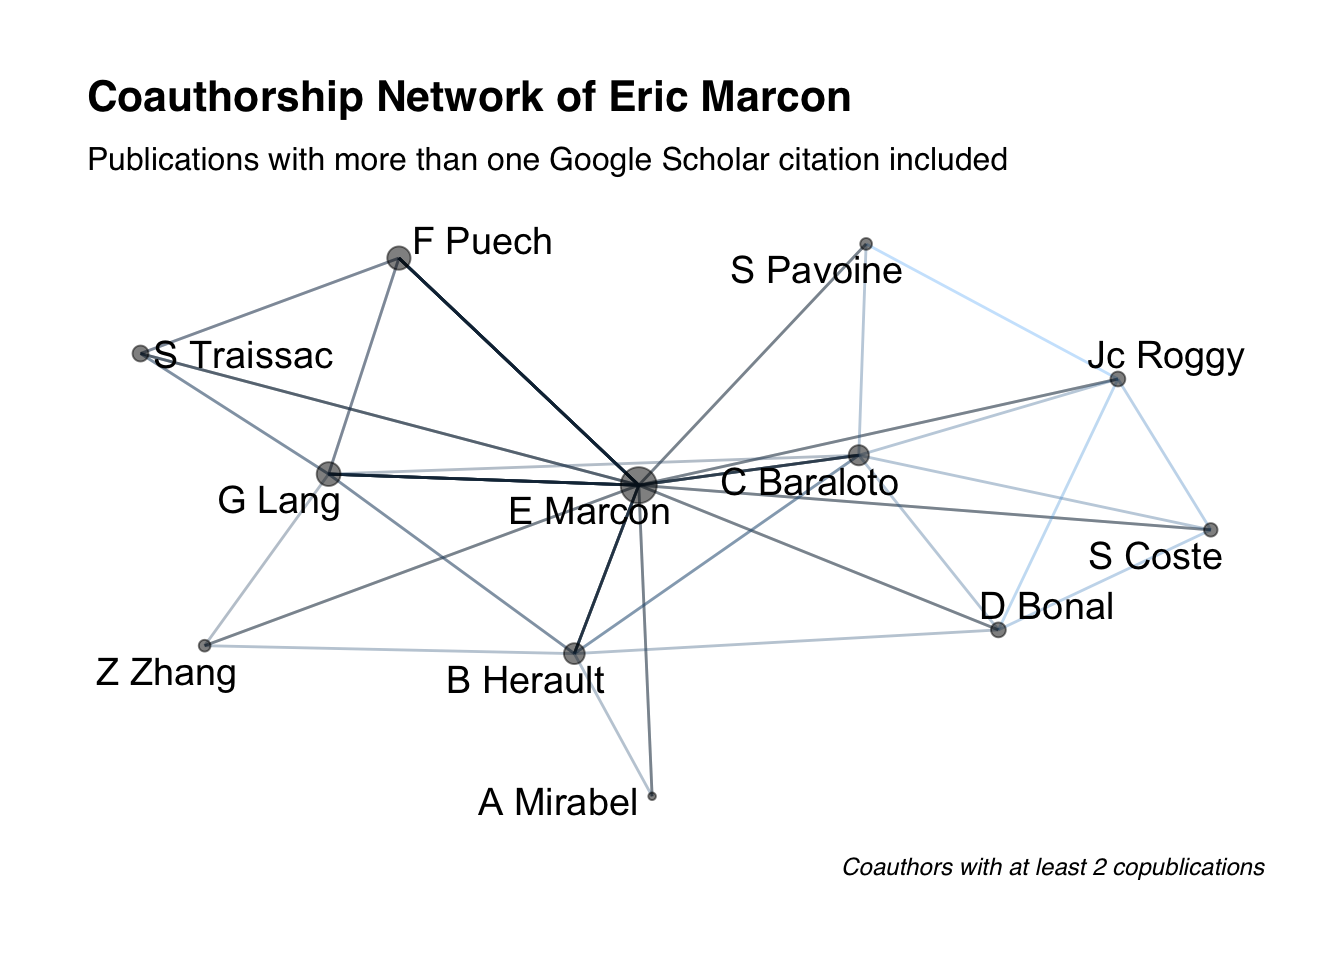 Coauthorship Network of Eric Marcon
Publications with more than one Google Scholar citation included
F Puech
S Pavoine
S Traissac
Jc Roggy
G Lang
E Marcon
C Baraloto
S Coste
D Bonal
Z Zhang
B Herault
A Mirabel
Coauthors with at least 2 copublications